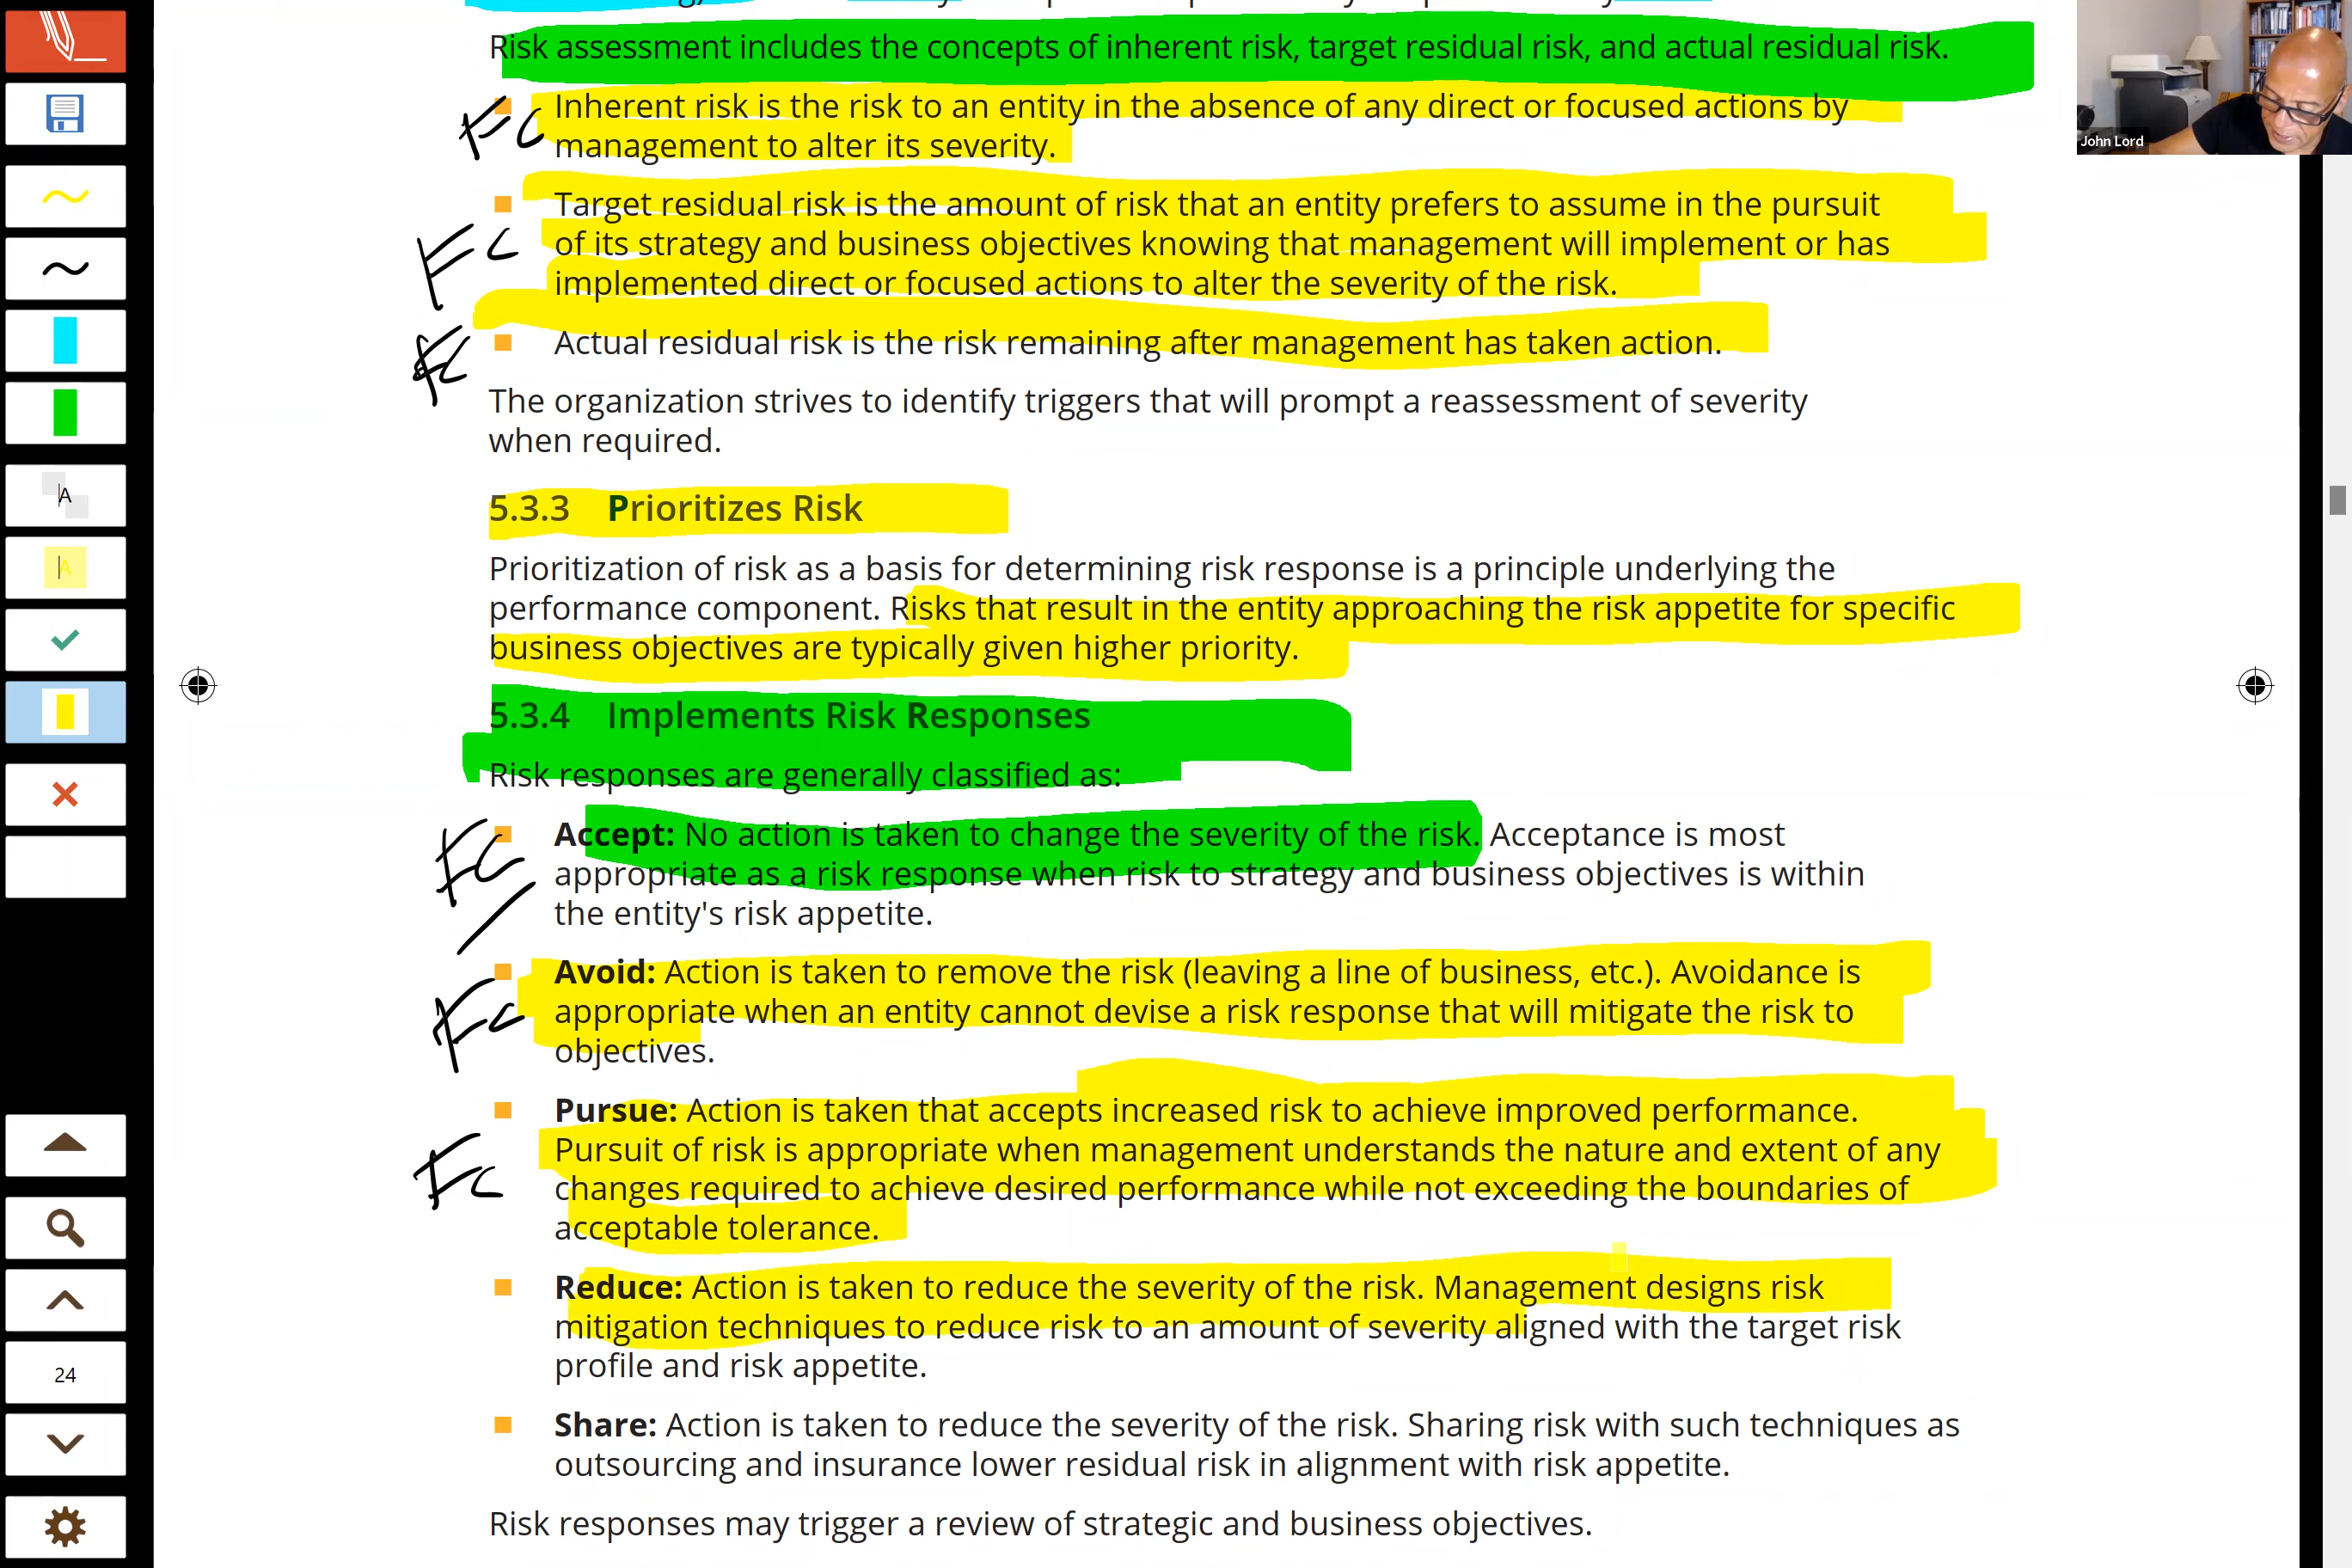 Risk assessment includes the concepts of inherent risk, target residual risk, and actual residual risk.
John Lord
FC
Inherent risk is the risk to an entity in the absence of any direct or focused actions by
management to alter its severity.
FC
Target residual risk is the amount of risk that an entity prefers to assume in the pursuit
of its strategy and business objectives knowing that management will implement or has
implemented direct or focused actions to alter the severity of the risk.
FC
Actual residual risk is the risk remaining after management has taken action.
The organization strives to identify triggers that will prompt a reassessment of severity
when required.
A
5.3.3 Prioritizes Risk
A
Prioritization of risk as a basis for determining risk response is a principle underlying the
performance component. Risks that result in the entity approaching the risk appetite for specific
business objectives are typically given higher priority.
5.3.4 Implements Risk Responses
Risk responses are generally classified as:
FC
Accept: No action is taken to change the severity of the risk. Acceptance is most
appropriate as a risk response when risk to strategy and business objectives is within
the entity's risk appetite.
FC
Avoid: Action is taken to remove the risk (leaving a line of business, etc.). Avoidance is
appropriate when an entity cannot devise a risk response that will mitigate the risk to
objectives.
FC
Pursue: Action is taken that accepts increased risk to achieve improved performance.
Pursuit of risk is appropriate when management understands the nature and extent of any
changes required to achieve desired performance while not exceeding the boundaries of
acceptable tolerance.
Reduce: Action is taken to reduce the severity of the risk. Management designs risk
mitigation techniques to reduce risk to an amount of severity aligned with the target risk
profile and risk appetite.
24
Share: Action is taken to reduce the severity of the risk. Sharing risk with such techniques as
outsourcing and insurance lower residual risk in alignment with risk appetite.
Risk responses may trigger a review of strategic and business objectives.